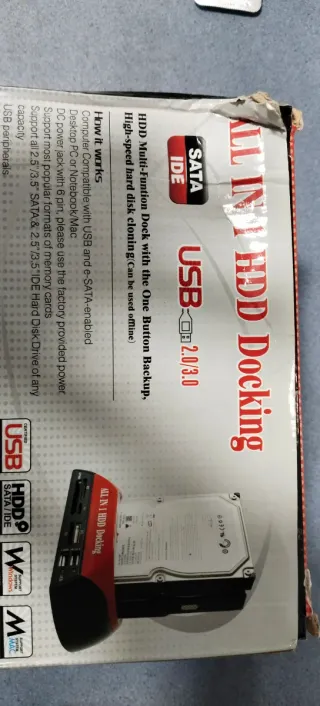 ALL IN 1 HDD Docking
SATA
IDE
USB 2.0/3.0
HDD Multi-Funtion Dock with the One Button Backup,
High-speed hard disk cloning(Can be used offline)
How it works
Computer Compatible with USB and e-SATA-enabled
Desktop PC or Notebook/Mac
DC power jack with 6 pin, please use the factory provided power
Support most popular formats of memory cards
Support all 2.5"/3.5" SATA & 2.5"/3.5" IDE Hard Disk Drive of any
capacity
USB peripherals.
ALL IN 1 HDD Docking
USB
HDD
SATA/IDE
WINDOWS
MAC